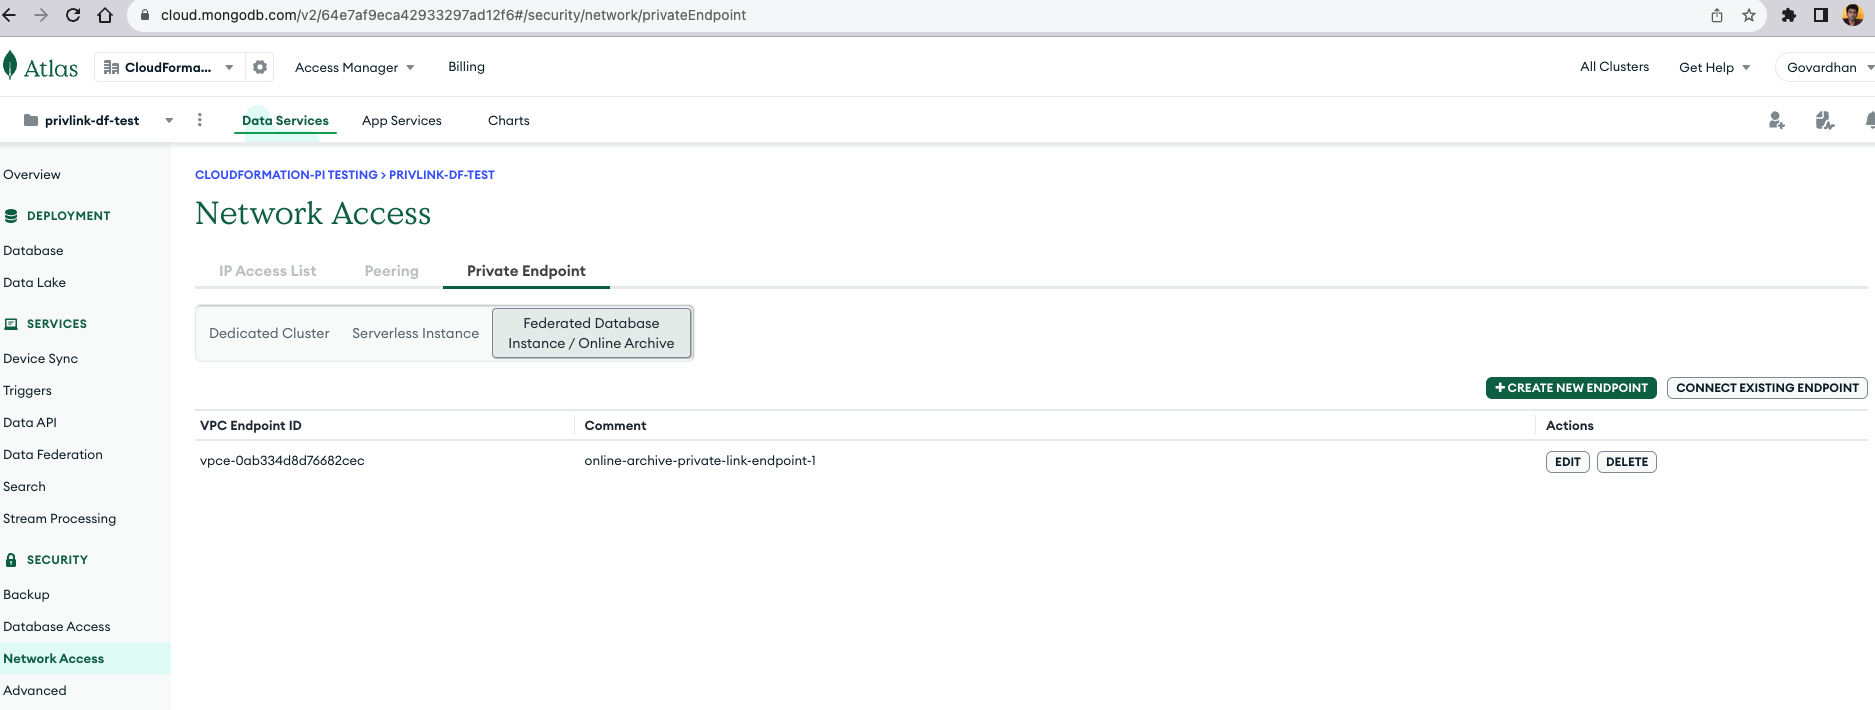 cloud.mongodb.com/v2/64e7af9eca42933297ad12f6#/security/network/privateEndpoint
Atlas
CloudForma...
Access Manager
Billing
All Clusters
Get Help
Govardhan
privlink-df-test
Data Services
App Services
Charts
Overview
DEPLOYMENT
Database
Data Lake
SERVICES
Device Sync
Triggers
Data API
Data Federation
Search
Stream Processing
SECURITY
Backup
Database Access
Network Access
Advanced
CLOUDFORMATION-PI TESTING > PRIVLINK-DF-TEST
Network Access
IP Access List
Peering
Private Endpoint
Dedicated Cluster
Serverless Instance
Federated Database
Instance / Online Archive
+ CREATE NEW ENDPOINT
CONNECT EXISTING ENDPOINT
VPC Endpoint ID
Comment
Actions
vpce-0ab334d8d76682cec
online-archive-private-link-endpoint-1
EDIT
DELETE